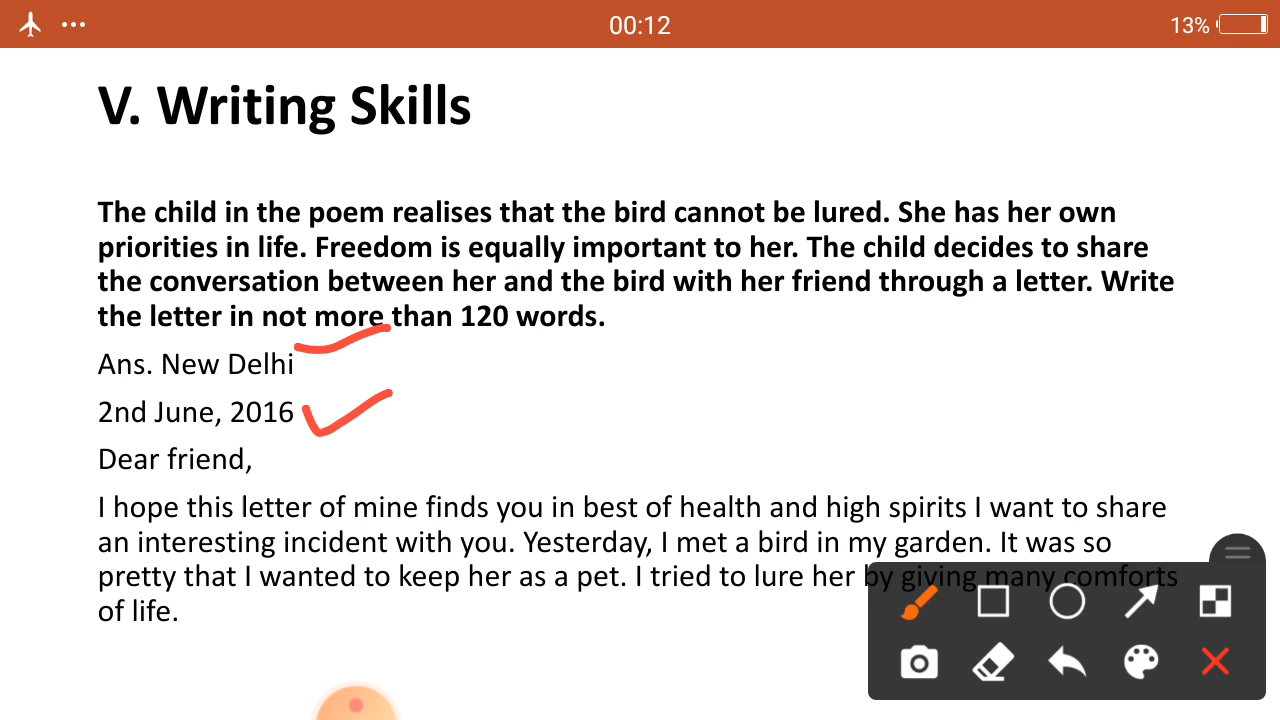 00:12
13%
V. Writing Skills
The child in the poem realises that the bird cannot be lured. She has her own
priorities in life. Freedom is equally important to her. The child decides to share
the conversation between her and the bird with her friend through a letter. Write
the letter in not more than 120 words.
Ans. New Delhi
2nd June, 2016
Dear friend,
I hope this letter of mine finds you in best of health and high spirits I want to share
an interesting incident with you. Yesterday, I met a bird in my garden. It was so
pretty that I wanted to keep her as a pet. I tried to lure her by giving many comforts
of life.